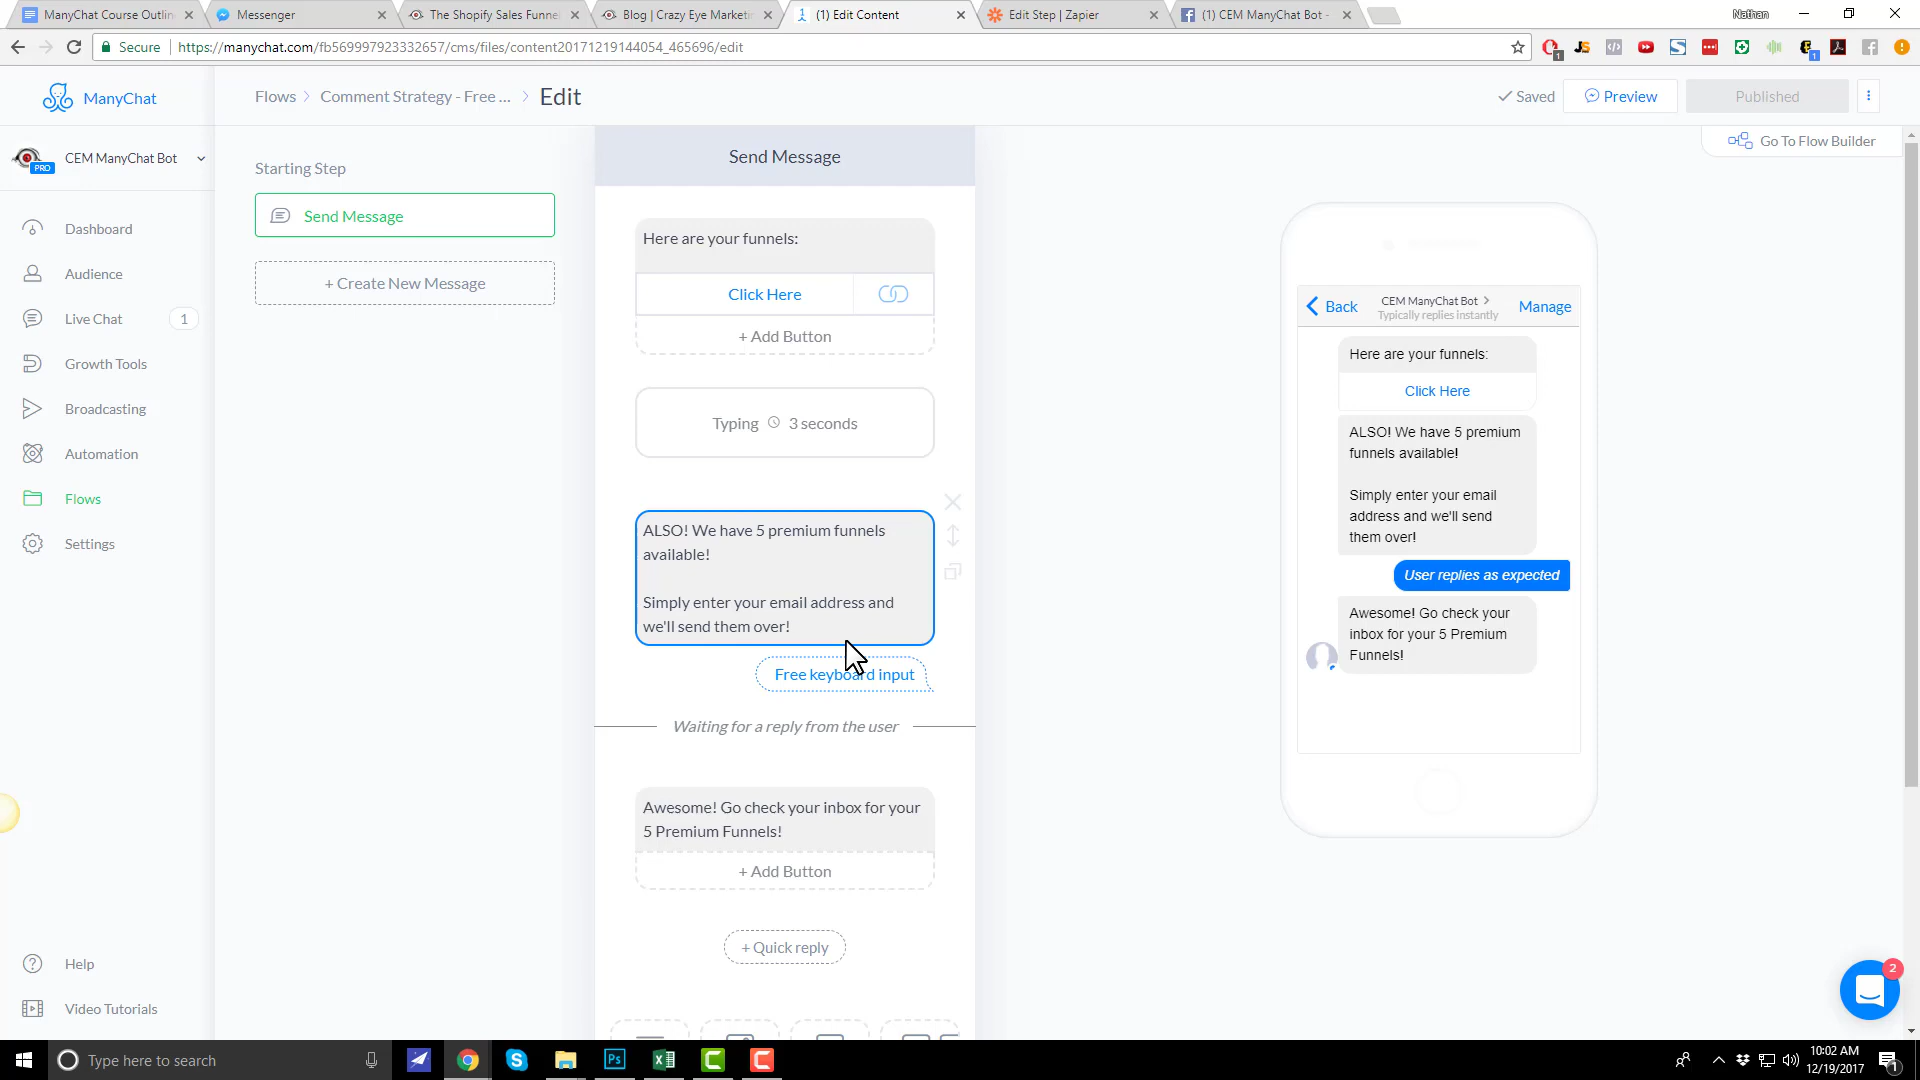 ManyChat Course Outlin
Messenger
The Shopify Sales Funne
Blog | Crazy Eye Marketi
(1) Edit Content
Edit Step | Zapier
(1) CEM ManyChat Bot -
Nathan
Secure
https://manychat.com/fb569997923332657/cms/files/content20171219144054_465696/edit
1
1
ManyChat
Flows
Comment Strategy - Free ...
Edit
Saved
Preview
Published
CEM ManyChat Bot
PRO
Dashboard
Audience
Live Chat
1
Growth Tools
Broadcasting
Automation
Flows
Settings
Help
Video Tutorials
Starting Step
Send Message
+ Create New Message
Send Message
Here are your funnels:
Click Here
+ Add Button
Typing 3 seconds
ALSO! We have 5 premium funnels
available!
Simply enter your email address and
we'll send them over!
Free keyboard input
Waiting for a reply from the user
Awesome! Go check your inbox for your
5 Premium Funnels!
+ Add Button
+ Quick reply
Go To Flow Builder
Back
CEM ManyChat Bot
Typically replies instantly
Manage
Here are your funnels:
Click Here
ALSO! We have 5 premium
funnels available!
Simply enter your email
address and we'll send
them over!
User replies as expected
Awesome! Go check your
inbox for your 5 Premium
Funnels!
2
Type here to search
Ps
10:02 AM
12/19/2017
1